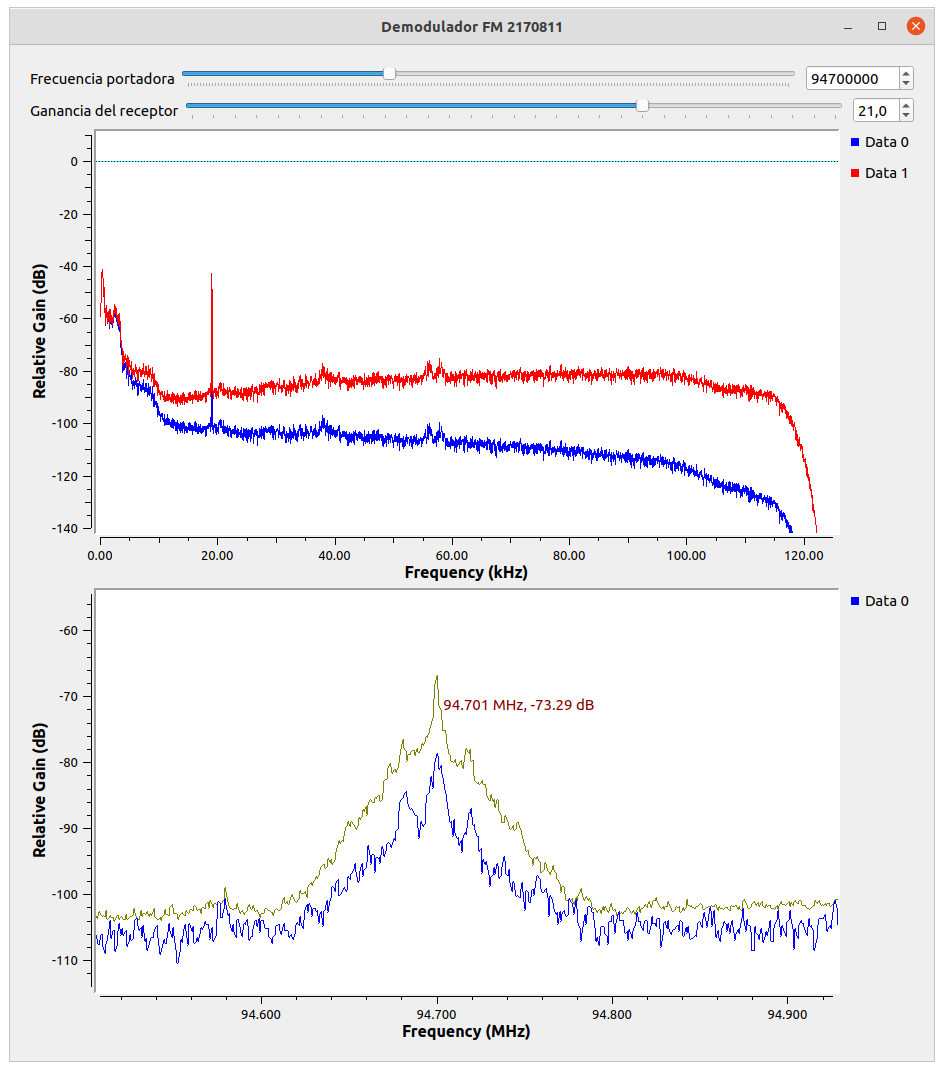 Demodulador FM 2170811
Frecuencia portadora 94700000
Ganancia del receptor 21,0
Data 0
Data 1
Relative Gain (dB)
0
-20
-40
-60
-80
-100
-120
-140
0.00 20.00 40.00 60.00 80.00 100.00 120.00
Frequency (kHz)
Data 0
Relative Gain (dB)
-60
-70
-80
-90
-100
-110
94.701 MHz, -73.29 dB
94.600 94.700 94.800 94.900
Frequency (MHz)